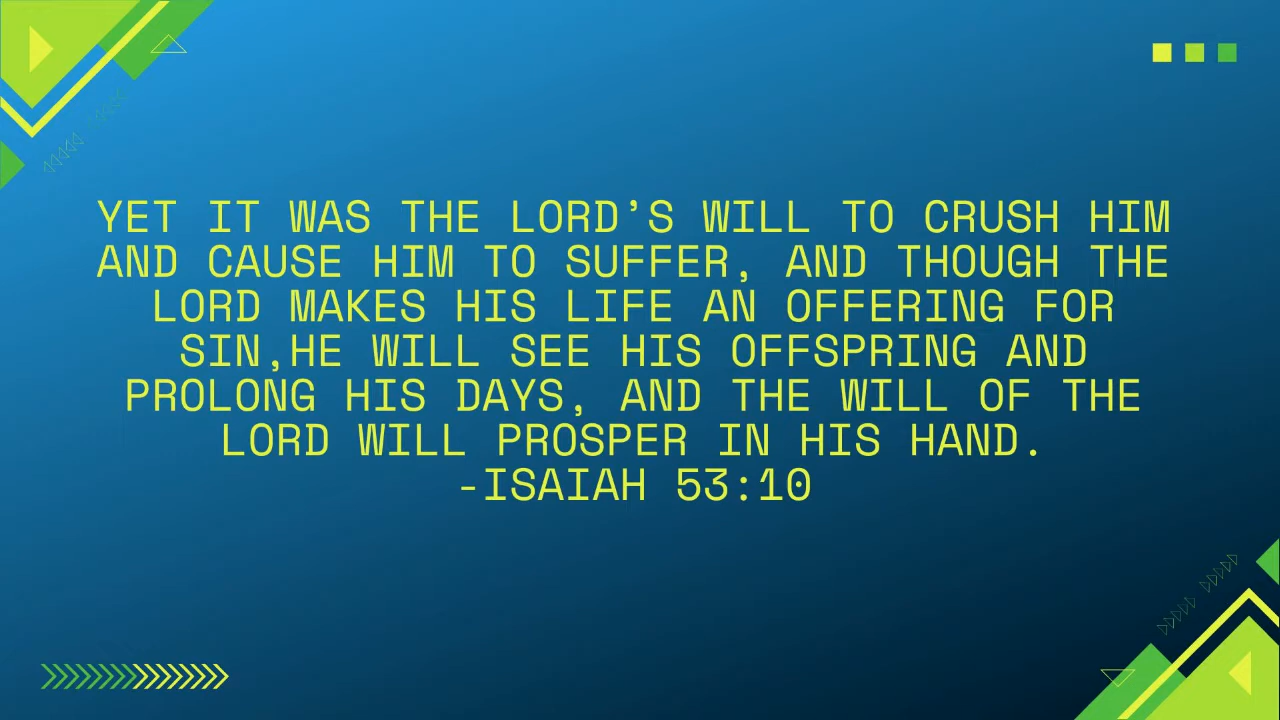 YET IT WAS THE LORD'S WILL TO CRUSH HIM
AND CAUSE HIM TO SUFFER, AND THOUGH THE
LORD MAKES HIS LIFE AN OFFERING FOR
SIN,HE WILL SEE HIS OFFSPRING AND
PROLONG HIS DAYS, AND THE WILL OF THE
LORD WILL PROSPER IN HIS HAND.
-ISAIAH 53:10